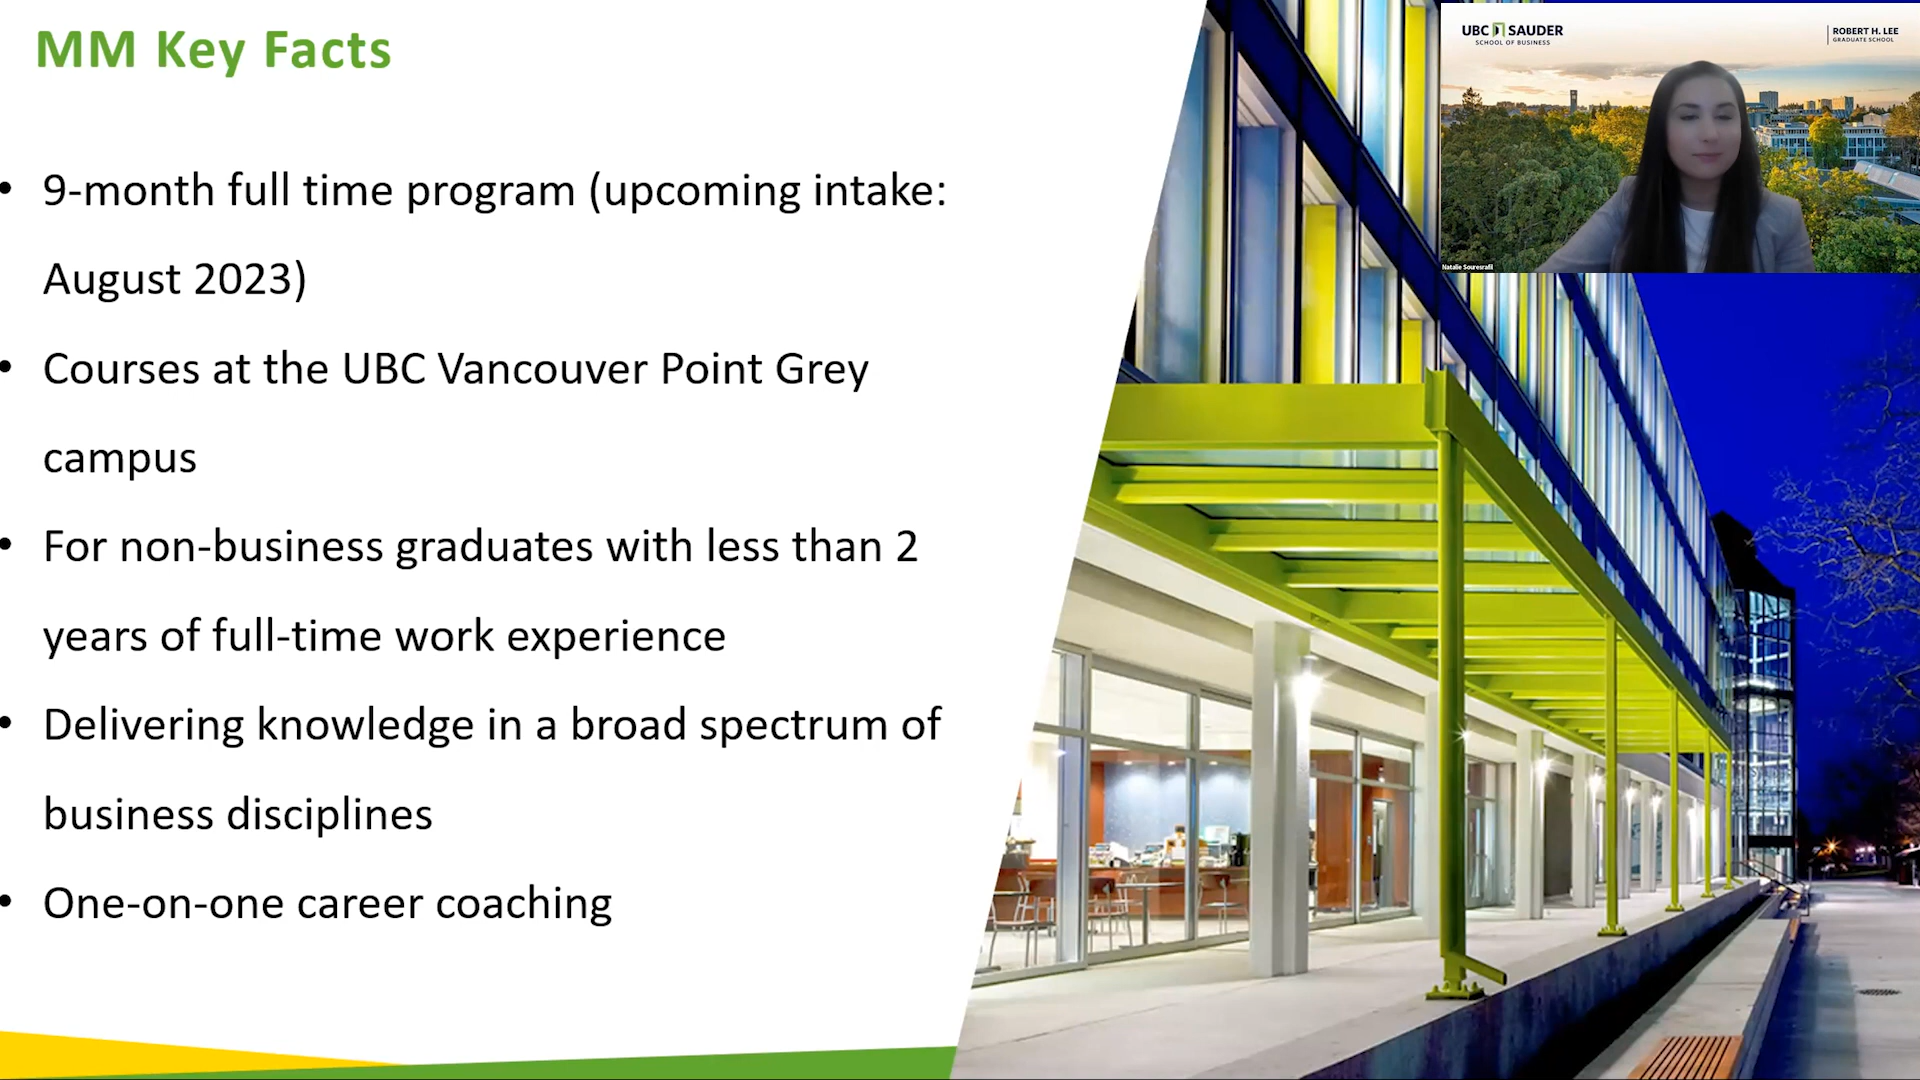 MM Key Facts
• 9-month full time program (upcoming intake:
August 2023)
• Courses at the UBC Vancouver Point Grey
campus
• For non-business graduates with less than 2
years of full-time work experience
• Delivering knowledge in a broad spectrum of
business disciplines
• One-on-one career coaching
UBC SAUDER
SCHOOL OF BUSINESS
ROBERT H. LEE
GRADUATE SCHOOL
Natalie Souresrafil